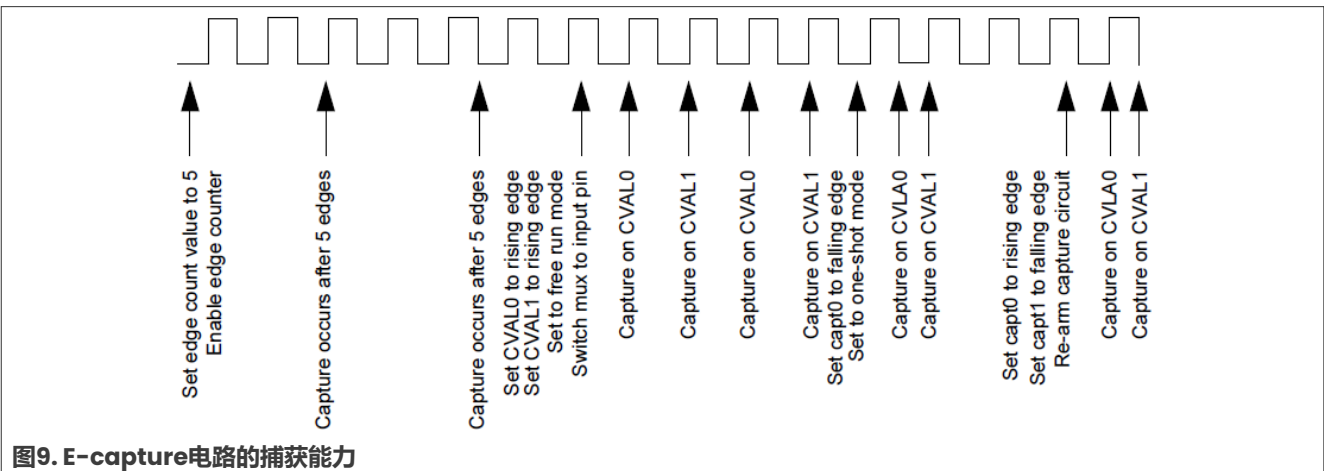 Set edge count value to 5
Enable edge counter
Capture occurs after 5 edges
Capture occurs after 5 edges
Set CVAL0 to rising edge
Set CVAL1 to rising edge
Set to free run mode
Switch mux to input pin
Capture on CVAL0
Capture on CVAL1
Capture on CVAL0
Capture on CVAL1
Set capt0 to falling edge
Set to one-shot mode
Capture on CVLA0
Capture on CVAL1
Set capt0 to rising edge
Set capt1 to falling edge
Re-arm capture circuit
Capture on CVLA0
Capture on CVAL1
图9. E-capture电路的捕获能力